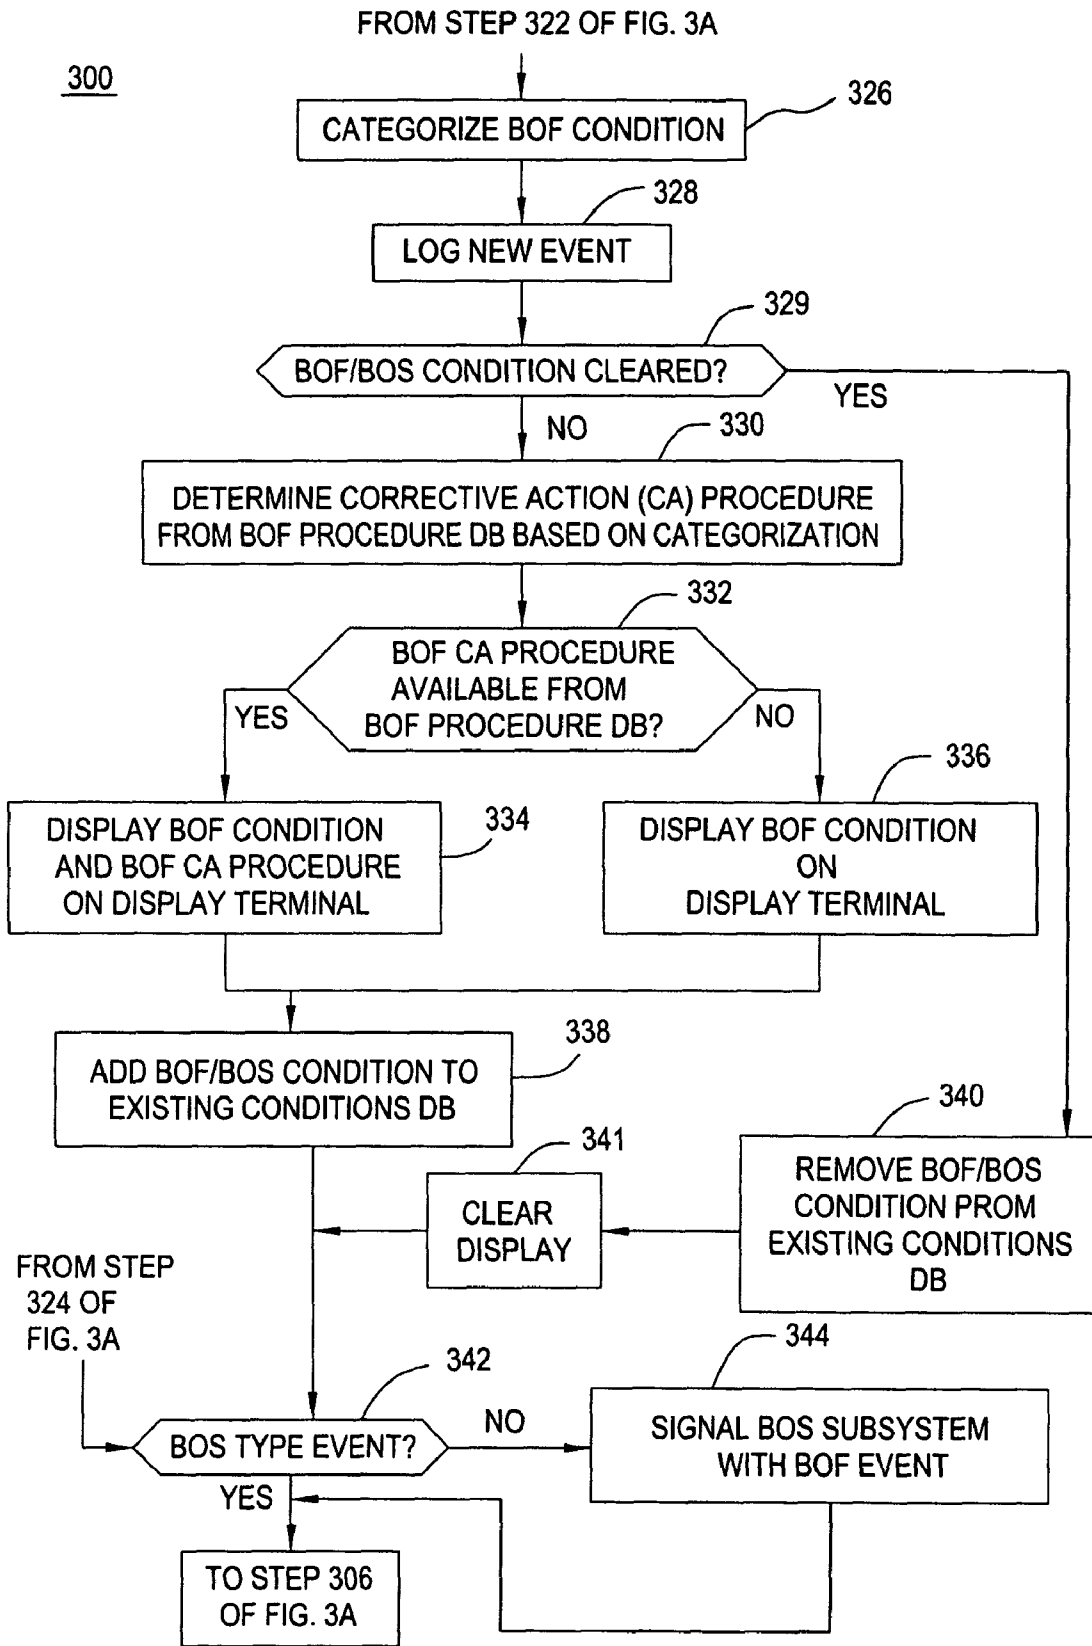 FROM STEP 322 OF FIG. 3A
300
326
CATEGORIZE BOF CONDITION
328
LOG NEW EVENT
329
BOF/BOS CONDITION CLEARED?
YES
NO
330
DETERMINE CORRECTIVE ACTION (CA) PROCEDURE
FROM BOF PROCEDURE DB BASED ON CATEGORIZATION
332
BOF CA PROCEDURE
AVAILABLE FROM
BOF PROCEDURE DB?
YES
NO
334
DISPLAY BOF CONDITION
AND BOF CA PROCEDURE
ON DISPLAY TERMINAL
336
DISPLAY BOF CONDITION
ON
DISPLAY TERMINAL
338
ADD BOF/BOS CONDITION TO
EXISTING CONDITIONS DB
340
REMOVE BOF/BOS
CONDITION PROM
EXISTING CONDITIONS
DB
341
CLEAR
DISPLAY
FROM STEP
324 OF
FIG. 3A
342
BOS TYPE EVENT?
NO
344
SIGNAL BOS SUBSYSTEM
WITH BOF EVENT
YES
TO STEP 306
OF FIG. 3A